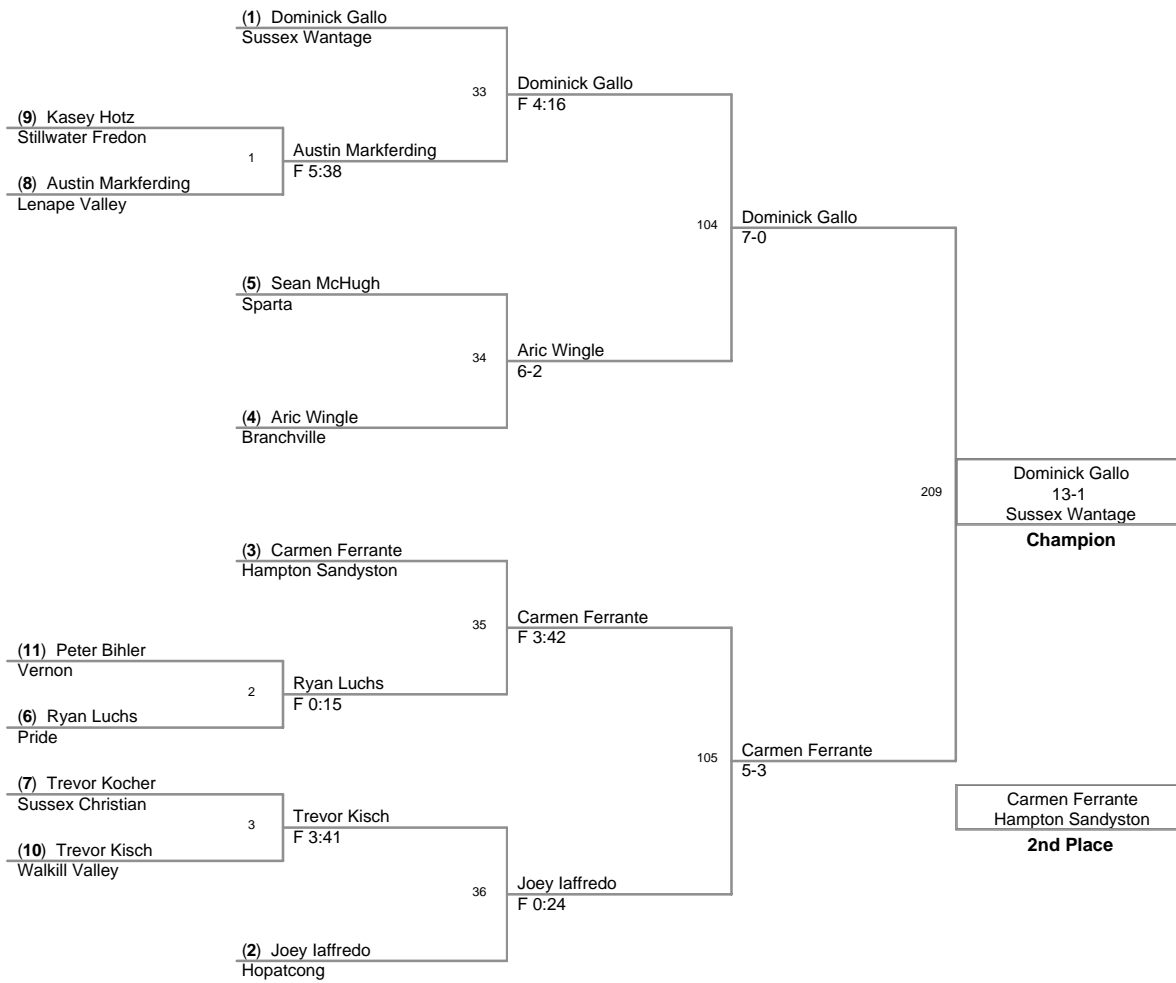 (1) Dominick Gallo
Sussex Wantage
33
Dominick Gallo
F 4:16
(9) Kasey Hotz
Stillwater Fredon
1
Austin Markferding
F 5:38
(8) Austin Markferding
Lenape Valley
104
Dominick Gallo
7-0
(5) Sean McHugh
Sparta
34
Aric Wingle
6-2
(4) Aric Wingle
Branchville
209
Dominick Gallo
13-1
Sussex Wantage
Champion
(3) Carmen Ferrante
Hampton Sandyston
35
Carmen Ferrante
F 3:42
(11) Peter Bihler
Vernon
2
Ryan Luchs
F 0:15
(6) Ryan Luchs
Pride
105
Carmen Ferrante
5-3
(7) Trevor Kocher
Sussex Christian
3
Trevor Kisch
F 3:41
(10) Trevor Kisch
Walkill Valley
36
Joey Iaffredo
F 0:24
(2) Joey Iaffredo
Hopatcong
Carmen Ferrante
Hampton Sandyston
2nd Place